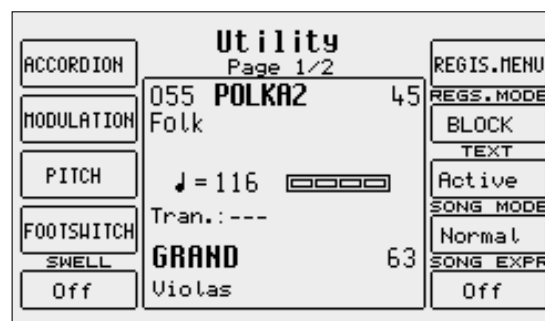 Utility
Page 1/2
ACCORDION
MODULATION
PITCH
FOOTSWITCH
SWELL
Off
055 POLKA2 45
Folk
♩=116
Tran.:---
GRAND 63
Violas
REGIS.MENU
REGS.MODE
BLOCK
TEXT
Active
SONG MODE
Normal
SONG EXPR
Off